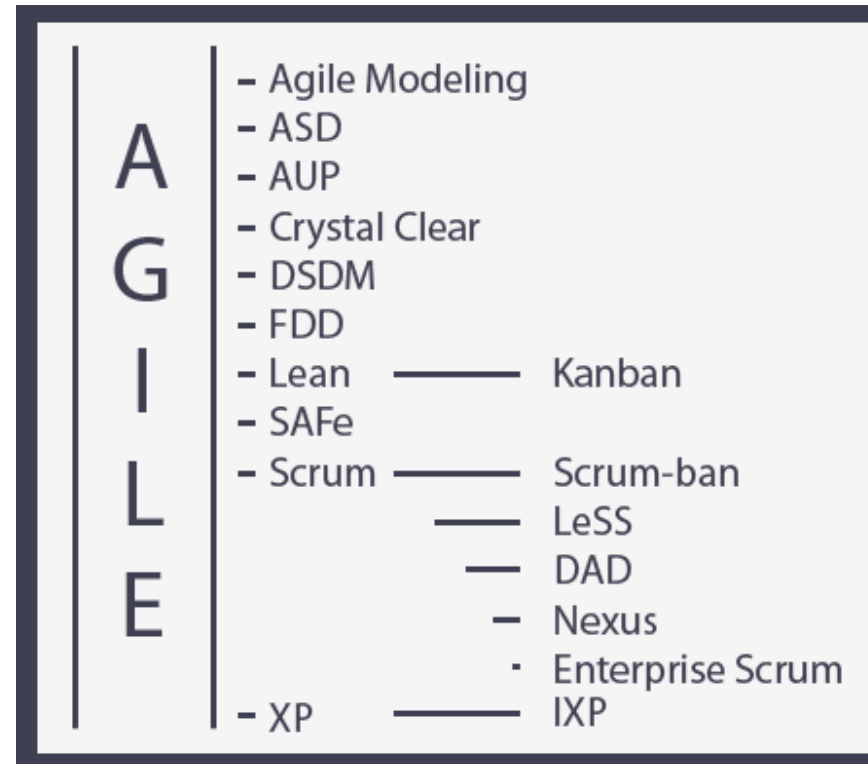 AGILE
- Agile Modeling
- ASD
- AUP
- Crystal Clear
- DSDM
- FDD
- Lean — Kanban
- SAFe
- Scrum — Scrum-ban
— LeSS
— DAD
— Nexus
- Enterprise Scrum
- XP — IXP